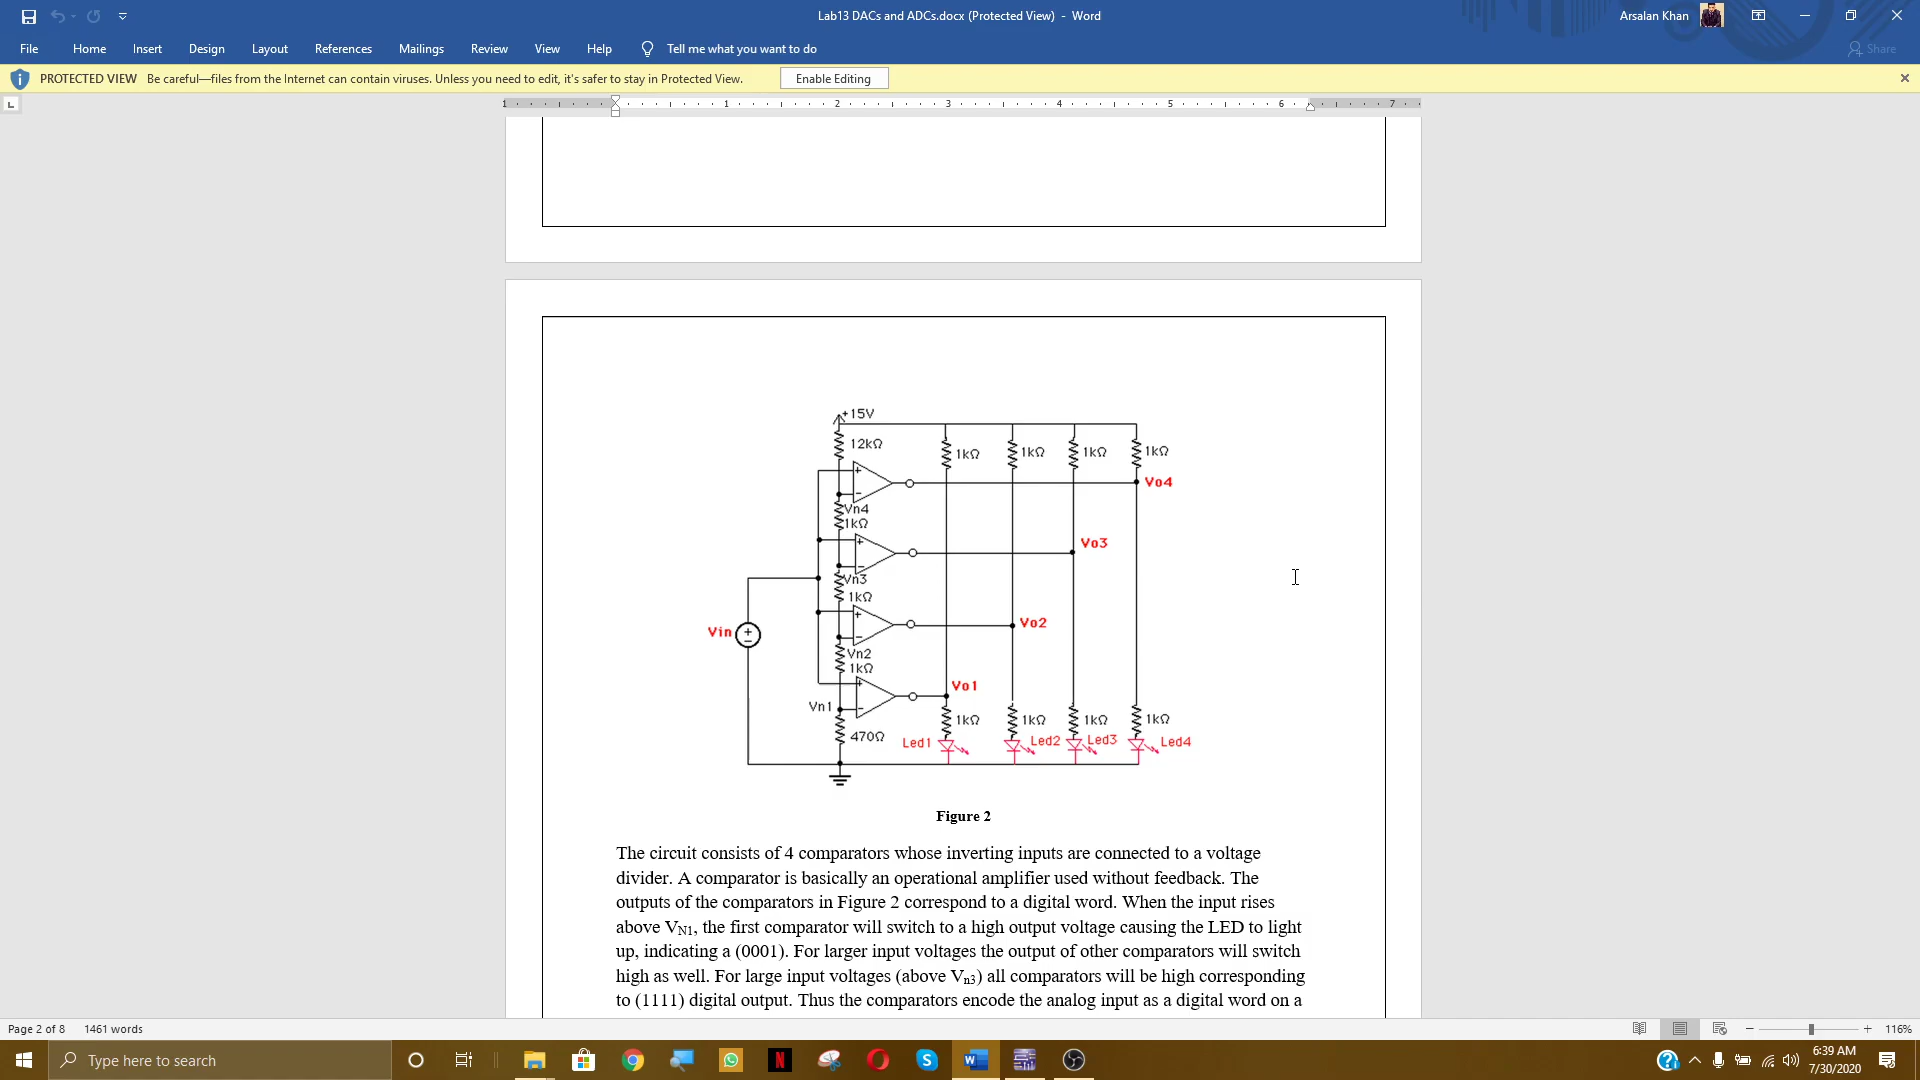 Lab13 DACs and ADCs.docx (Protected View) - Word
Arsalan Khan
File Home Insert Design Layout References Mailings Review View Help Tell me what you want to do
Share
PROTECTED VIEW Be careful—files from the Internet can contain viruses. Unless you need to edit, it's safer to stay in Protected View.
Enable Editing
1 1 2 3 4 5 6 7
+15V
12kΩ
1kΩ 1kΩ 1kΩ 1kΩ
Vo4
Vn4
1kΩ
Vo3
Vn3
1kΩ
Vin
Vo2
Vn2
1kΩ
Vo1
Vn1
1kΩ 1kΩ 1kΩ 1kΩ
470Ω
Led1 Led2 Led3 Led4
Figure 2
The circuit consists of 4 comparators whose inverting inputs are connected to a voltage
divider. A comparator is basically an operational amplifier used without feedback. The
outputs of the comparators in Figure 2 correspond to a digital word. When the input rises
above VN1, the first comparator will switch to a high output voltage causing the LED to light
up, indicating a (0001). For larger input voltages the output of other comparators will switch
high as well. For large input voltages (above Vn3) all comparators will be high corresponding
to (1111) digital output. Thus the comparators encode the analog input as a digital word on a
Page 2 of 8 1461 words
116%
Type here to search
6:39 AM
7/30/2020